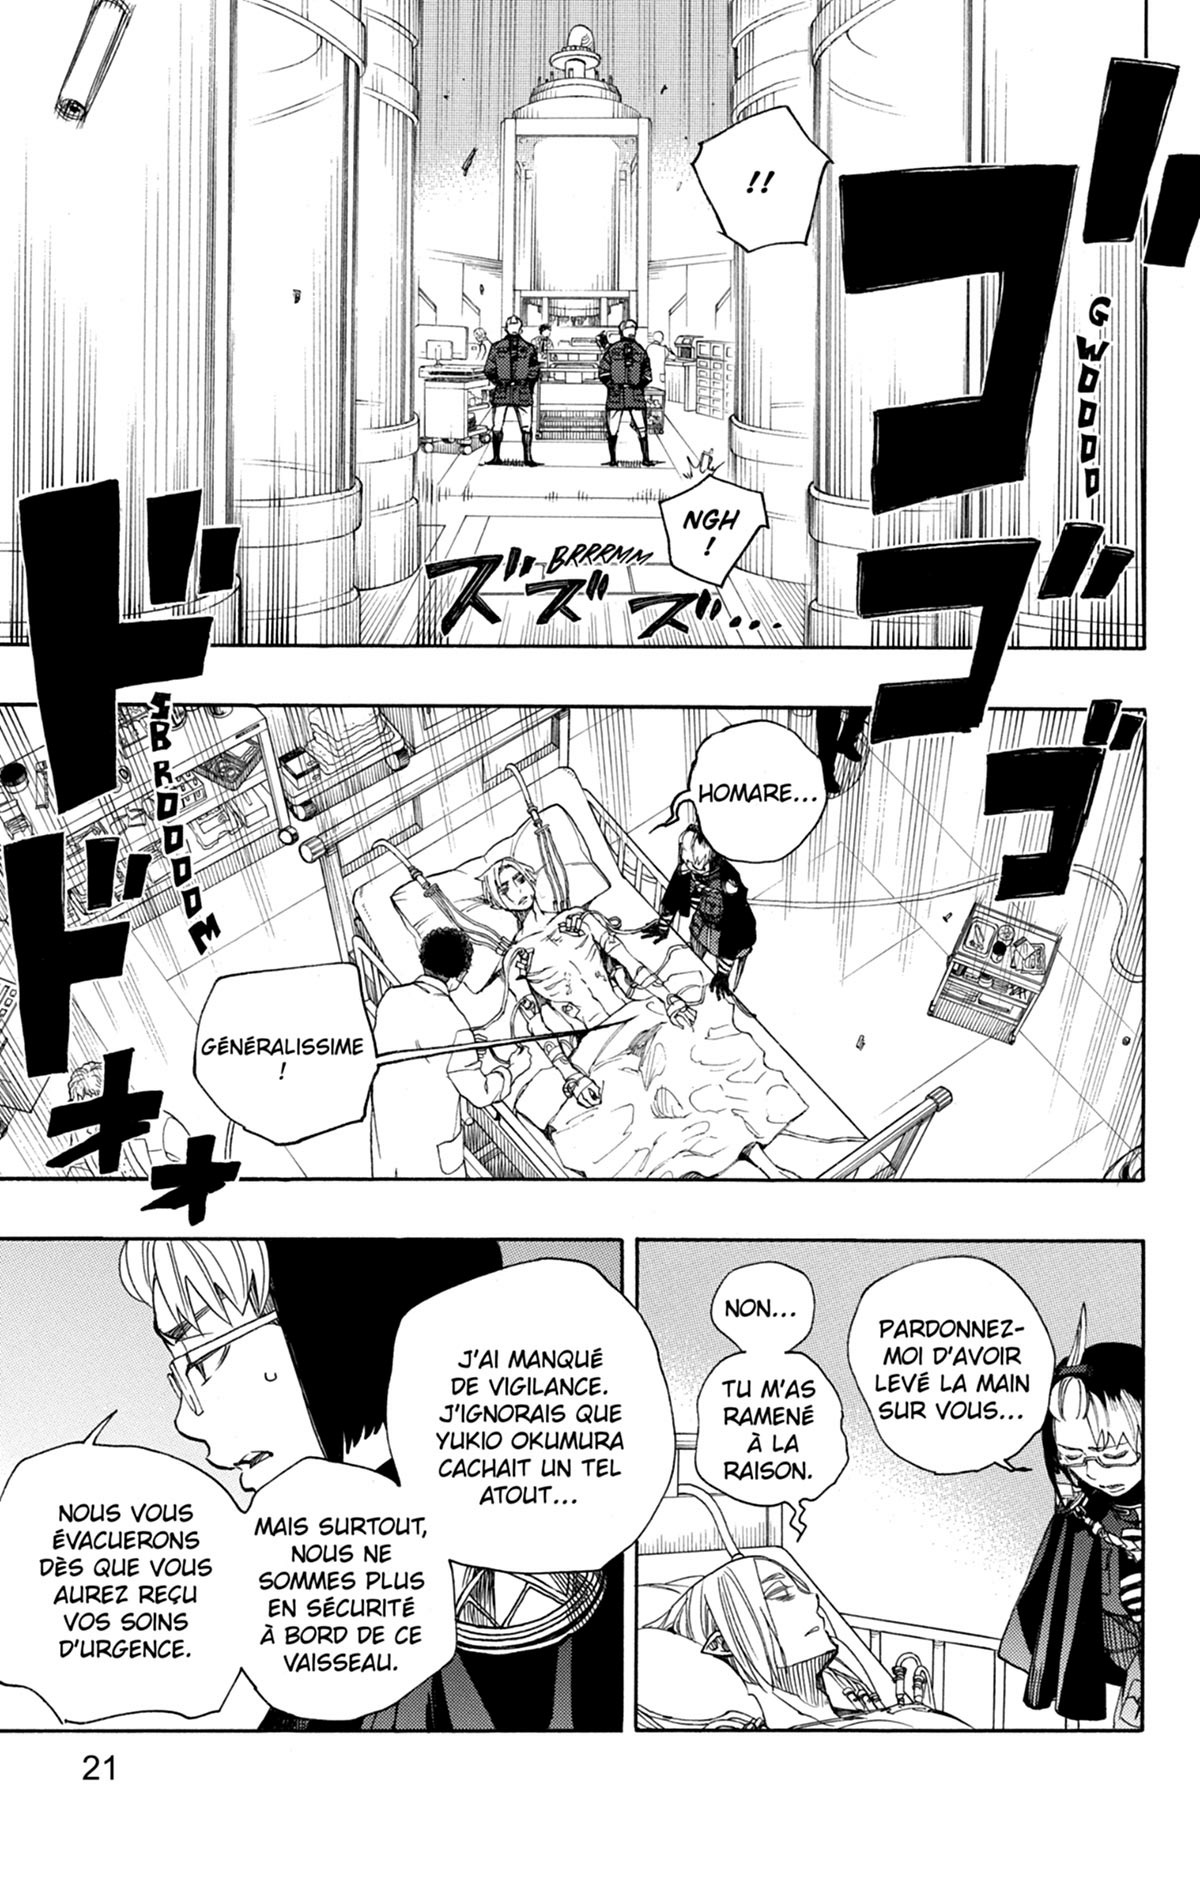 !!
ゴゴゴ
GWOOOO
NGH
!
BRRRMM
ズズズ...
ドドォォ
SBROOOOM
HOMARE...
GÉNÉRALISSIME
!
PARDONNEZ-
MOI D'AVOIR
LEVÉ LA MAIN
SUR VOUS...
NON...
TU M'AS
RAMENÉ
À LA
RAISON.
J'AI MANQUÉ
DE VIGILANCE.
J'IGNORAIS QUE
YUKIO OKUMURA
CACHAIT UN TEL
ATOUT...
MAIS SURTOUT,
NOUS NE
SOMMES PLUS
EN SÉCURITÉ
À BORD DE CE
VAISSEAU.
NOUS VOUS
ÉVACUERONS
DÈS QUE VOUS
AUREZ REÇU
VOS SOINS
D'URGENCE.
21